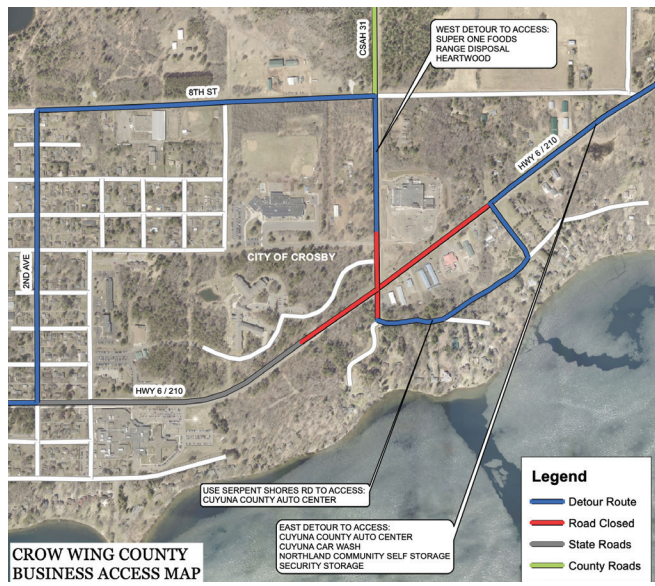 CSAH 31
WEST DETOUR TO ACCESS:
SUPER ONE FOODS
RANGE DISPOSAL
HEARTWOOD
8TH ST
HWY 6 / 210
2ND AVE
CITY OF CROSBY
HWY 6 / 210
USE SERPENT SHORES RD TO ACCESS:
CUYUNA COUNTY AUTO CENTER
EAST DETOUR TO ACCESS:
CUYUNA COUNTY AUTO CENTER
CUYUNA CAR WASH
NORTHLAND COMMUNITY SELF STORAGE
SECURITY STORAGE
Legend
Detour Route
Road Closed
State Roads
County Roads
CROW WING COUNTY
BUSINESS ACCESS MAP